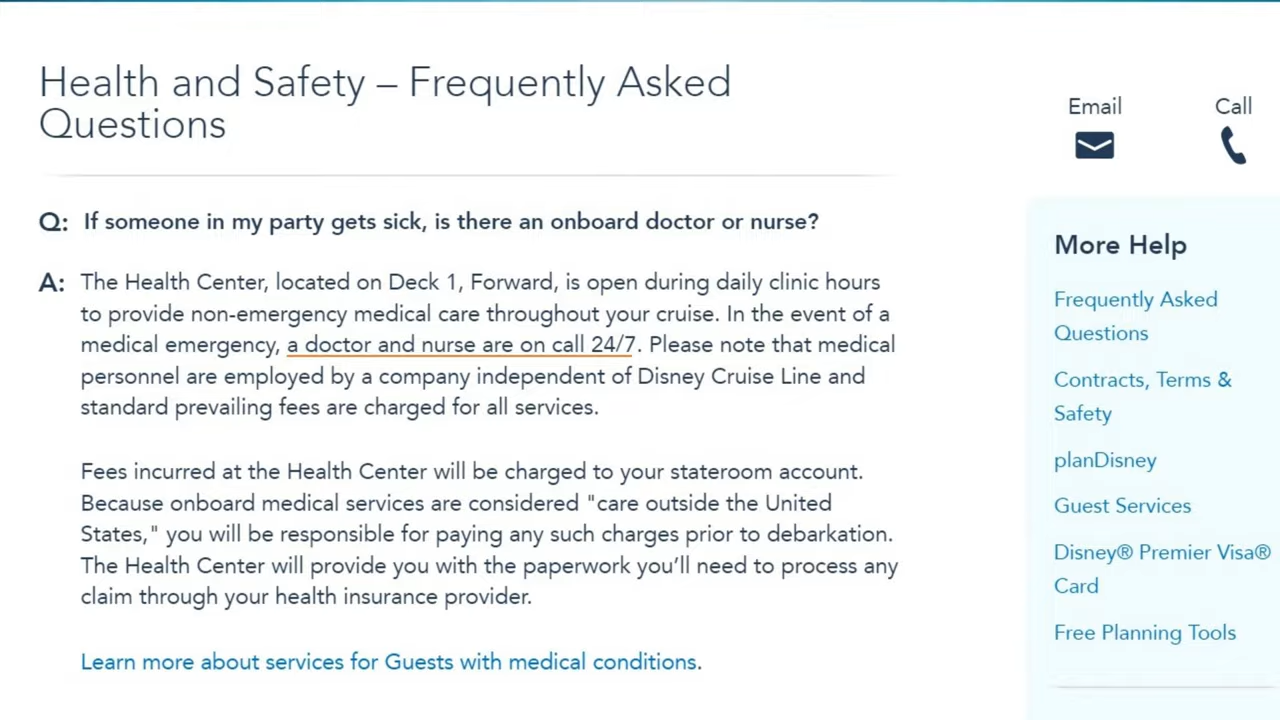 Health and Safety – Frequently Asked
Questions
Email
Call
Q: If someone in my party gets sick, is there an onboard doctor or nurse?
A: The Health Center, located on Deck 1, Forward, is open during daily clinic hours
to provide non-emergency medical care throughout your cruise. In the event of a
medical emergency, a doctor and nurse are on call 24/7. Please note that medical
personnel are employed by a company independent of Disney Cruise Line and
standard prevailing fees are charged for all services.
Fees incurred at the Health Center will be charged to your stateroom account.
Because onboard medical services are considered "care outside the United
States," you will be responsible for paying any such charges prior to debarkation.
The Health Center will provide you with the paperwork you’ll need to process any
claim through your health insurance provider.
Learn more about services for Guests with medical conditions.
More Help
Frequently Asked
Questions
Contracts, Terms &
Safety
planDisney
Guest Services
Disney® Premier Visa®
Card
Free Planning Tools